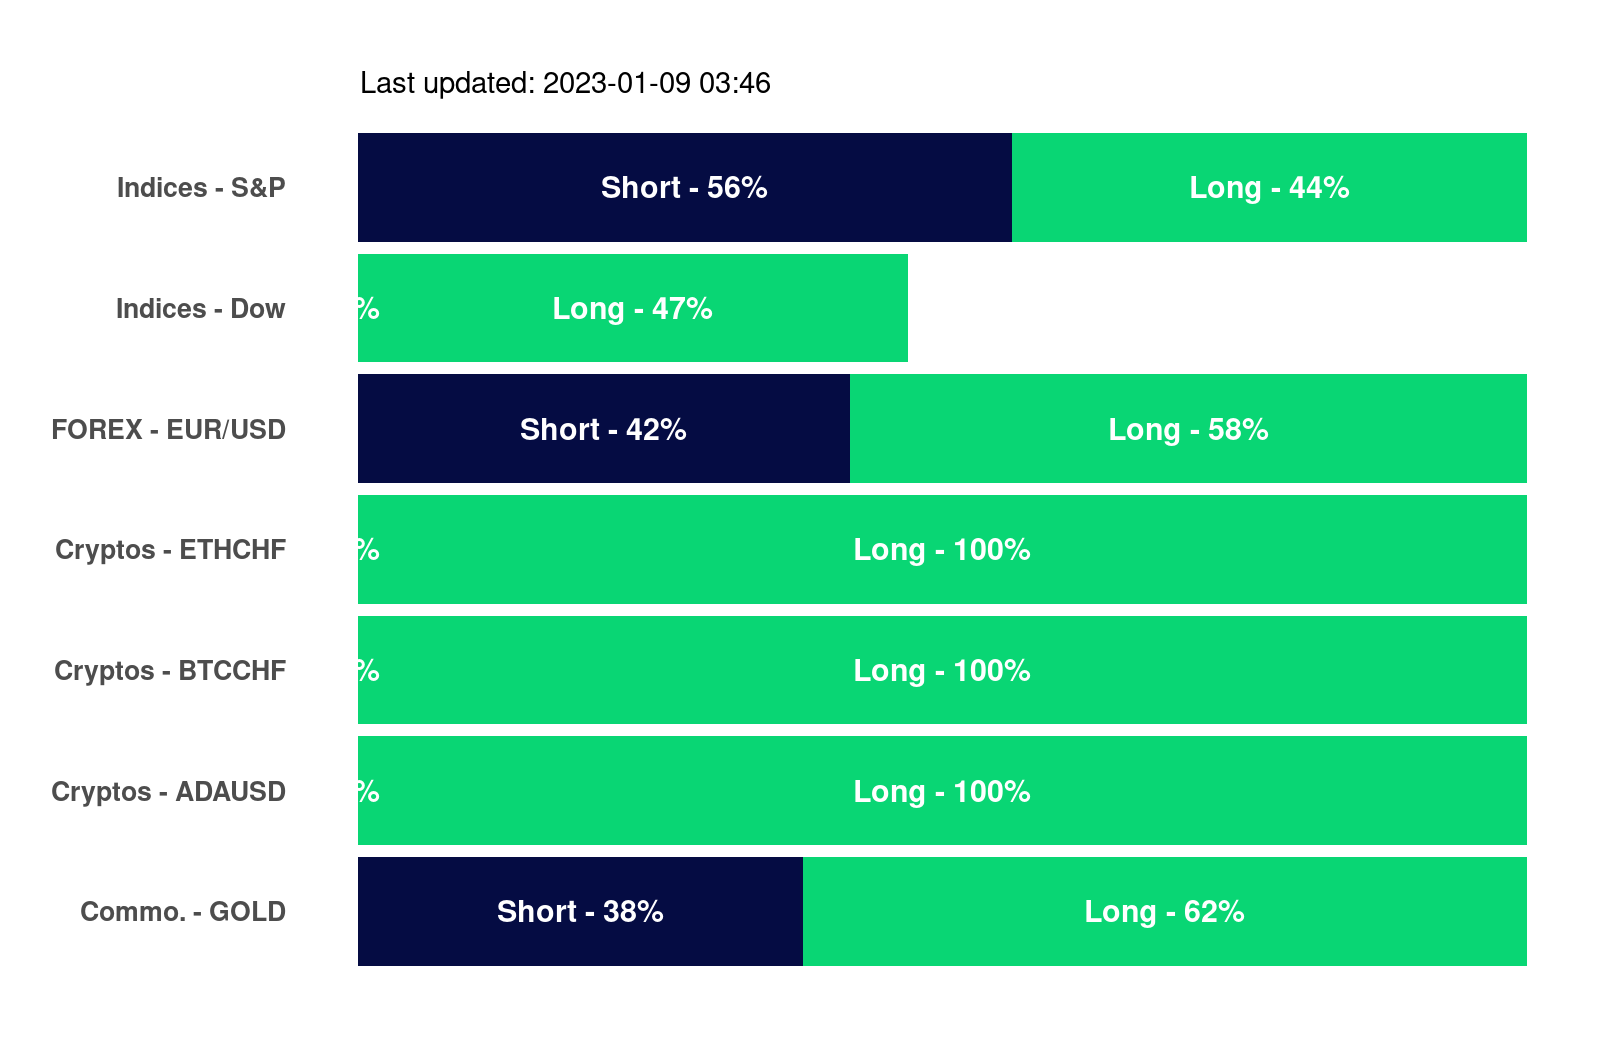 Last updated: 2023-01-09 03:46
Indices - S&P Short - 56% Long - 44%
Indices - Dow % Long - 47%
FOREX - EUR/USD Short - 42% Long - 58%
Cryptos - ETHCHF % Long - 100%
Cryptos - BTCCHF % Long - 100%
Cryptos - ADAUSD % Long - 100%
Commo. - GOLD Short - 38% Long - 62%